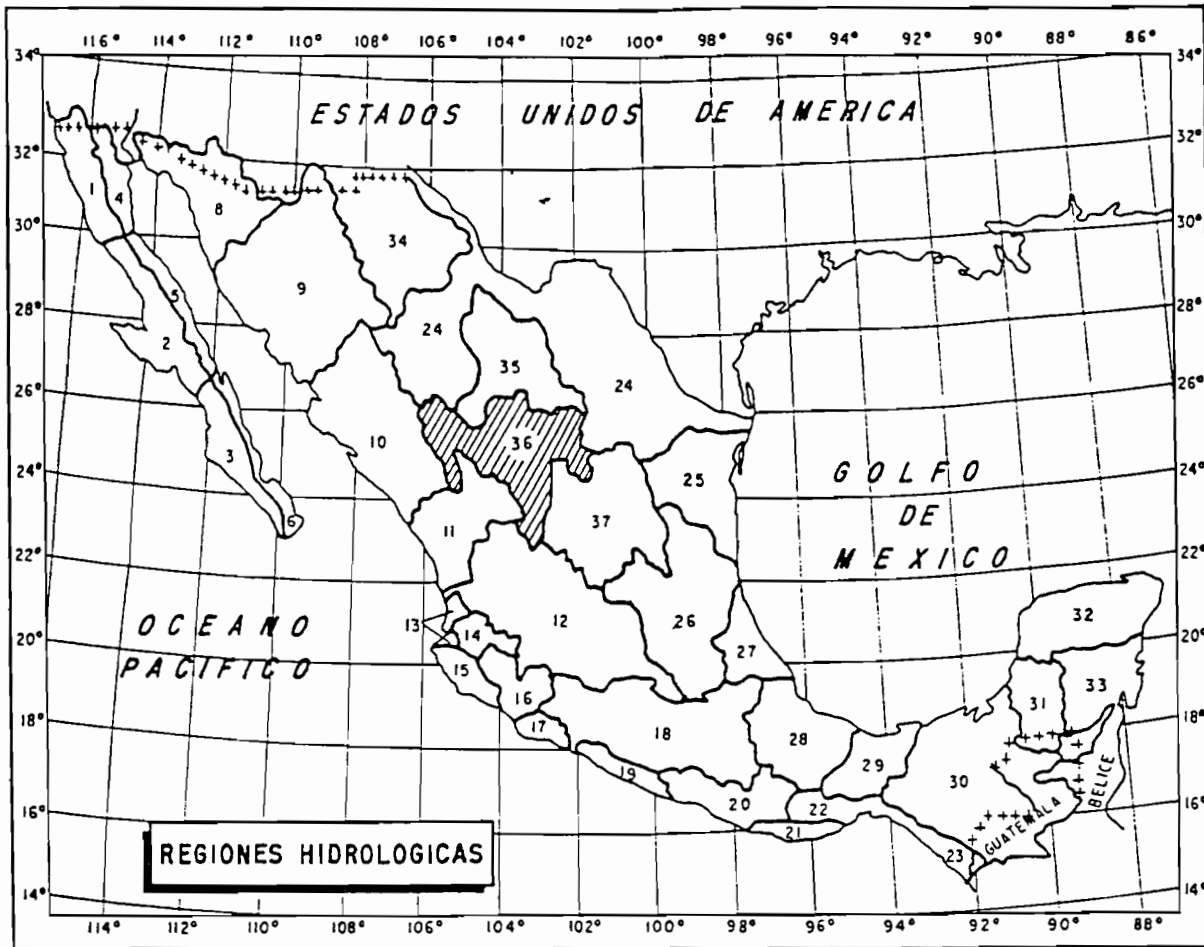 116° 114° 112° 110° 108° 106° 104° 102° 100° 98° 96° 94° 92° 90° 88° 86°
34° 34°
ESTADOS UNIDOS DE AMERICA
32° 32°
1 4 8
30° 30°
34
5 9
28° 28°
2 24 35
26° 24 26°
10 36
3 25 GOLFO
24° 24°
6 11 37 DE
22° MEXICO 22°
OCEANO 13 14 12 26 32
20° 20°
PACIFICO 15 27
16 31 33
18° 17 18 28 18°
19 29 30
16° 20 22 BELICE 16°
21 GUATEMALA
REGIONES HIDROLOGICAS 23
14° 14°
114° 112° 110° 108° 106° 104° 102° 100° 98° 97° 96° 94° 92° 90° 88°